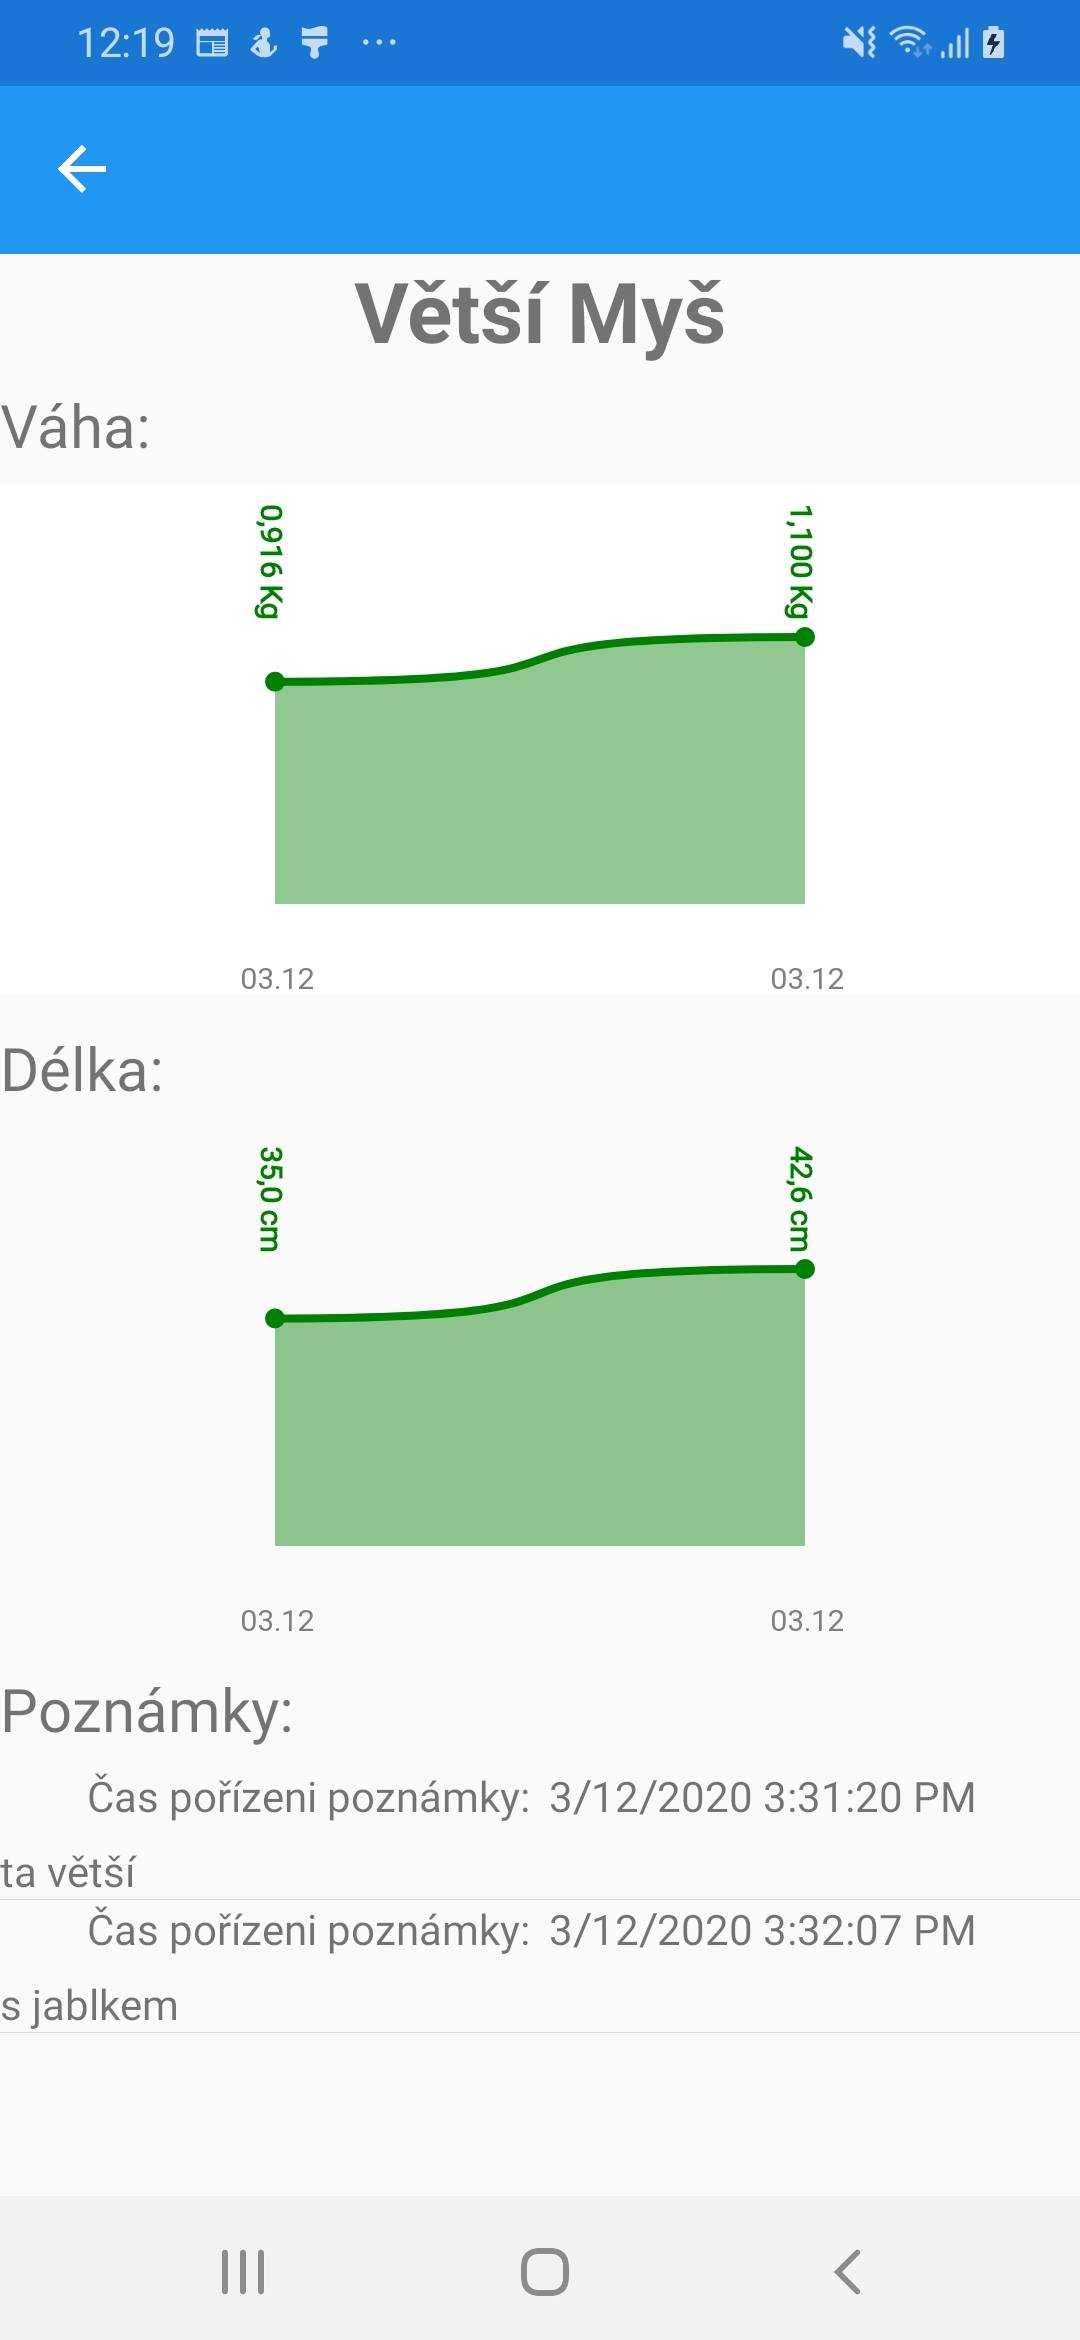 12:19
Větší Myš
Váha:
0,916 Kg
1,100 Kg
03.12
03.12
Délka:
35,0 cm
42,6 cm
03.12
03.12
Poznámky:
Čas pořízeni poznámky: 3/12/2020 3:31:20 PM
ta větší
Čas pořízeni poznámky: 3/12/2020 3:32:07 PM
s jablkem